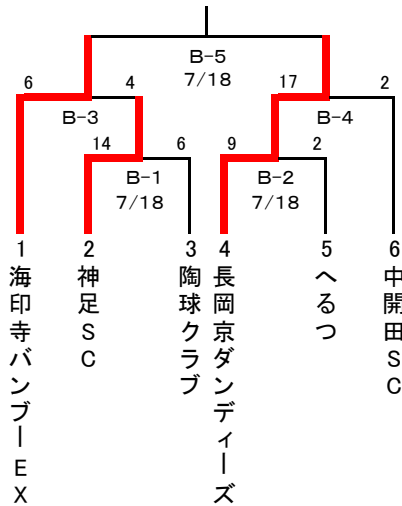 B-5
7/18
6
4
17
2
B-3
B-4
14
6
9
2
B-1
7/18
B-2
7/18
1
海印寺バンブーEX
2
神足SC
3
陶球クラブ
4
長岡京ダンディーズ
5
へるつ
6
中開田SC